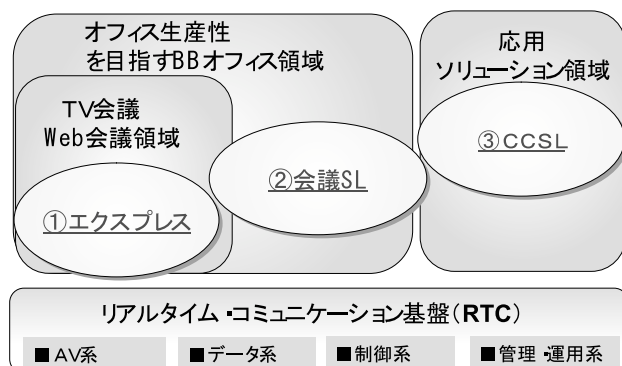 オフィス生産性
を目指すBBオフィス領域
応用
ソリューション領域
TV会議
Web会議領域
①エクスプレス
②会議SL
③CCSL
リアルタイム・コミュニケーション基盤(RTC)
■AV系
■データ系
■制御系
■管理・運用系